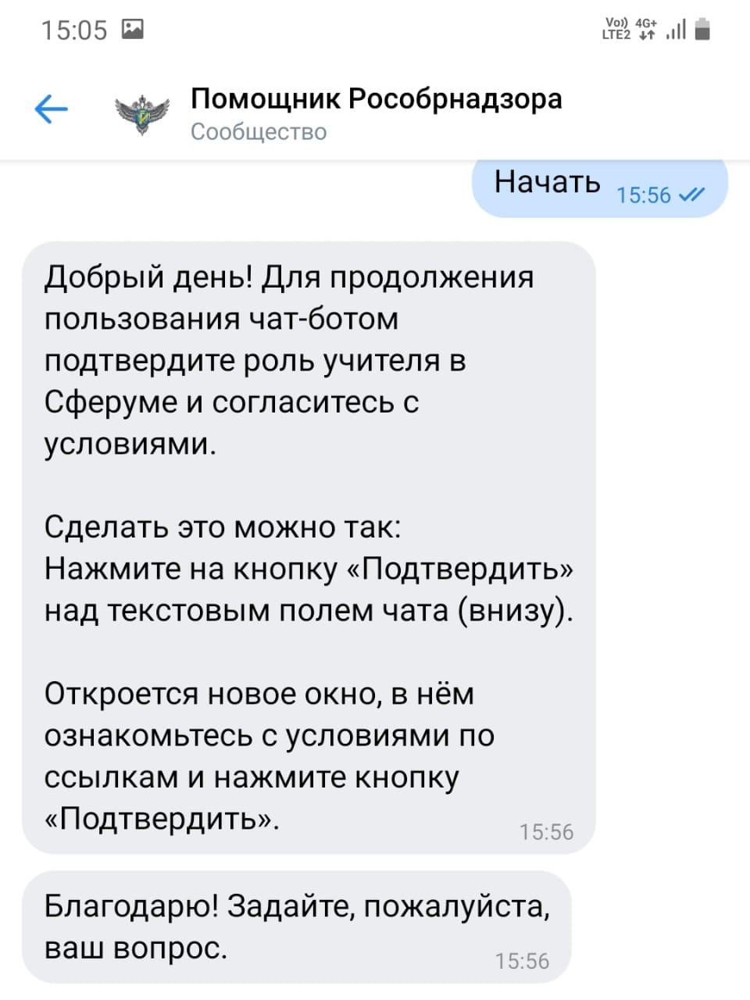 15:05
Vo)) 4G+
LTE2
Помощник Рособрнадзора
Сообщество
Начать 15:56
Добрый день! Для продолжения
пользования чат-ботом
подтвердите роль учителя в
Сферуме и согласитесь с
условиями.
Сделать это можно так:
Нажмите на кнопку «Подтвердить»
над текстовым полем чата (внизу).
Откроется новое окно, в нём
ознакомьтесь с условиями по
ссылкам и нажмите кнопку
«Подтвердить».
15:56
Благодарю! Задайте, пожалуйста,
ваш вопрос.
15:56